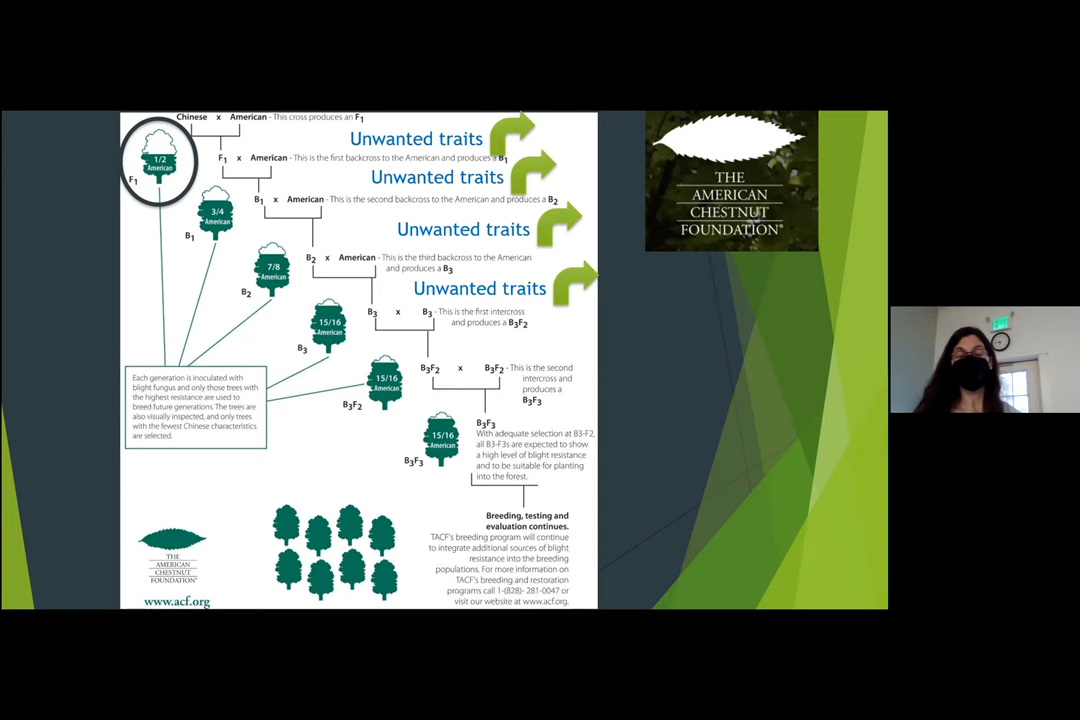 Chinese x American - This cross produces an F1
Unwanted traits
1/2
American
F1
F1 x American - This is the first backcross to the American and produces a B1
Unwanted traits
B1 x American - This is the second backcross to the American and produces a B2
3/4
American
B1
Unwanted traits
B2 x American - This is the third backcross to the American
and produces a B3
7/8
American
B2
Unwanted traits
B3 x B3 - This is the first intercross
and produces a B3F2
15/16
American
B3
B3F2 x B3F2 - This is the second
intercross and
produces a
B3F3
15/16
American
B3F2
Each generation is inoculated with
blight fungus and only those trees with
the highest resistance are used to
breed future generations. The trees are
also visually inspected, and only trees
with the fewest Chinese characteristics
are selected.
15/16
American
B3F3
B3F3
With adequate selection at B3-F2,
all B3-F3s are expected to show
a high level of blight resistance
and to be suitable for planting
into the forest.
Breeding, testing and
evaluation continues.
TACF's breeding program will continue
to integrate additional sources of blight
resistance into the breeding
populations. For more information on
TACF's breeding and restoration
programs call 1-(828)- 281-0047 or
visit our website at www.acf.org.
THE
AMERICAN
CHESTNUT
FOUNDATION®
www.acf.org
THE
AMERICAN
CHESTNUT
FOUNDATION®
EXIT